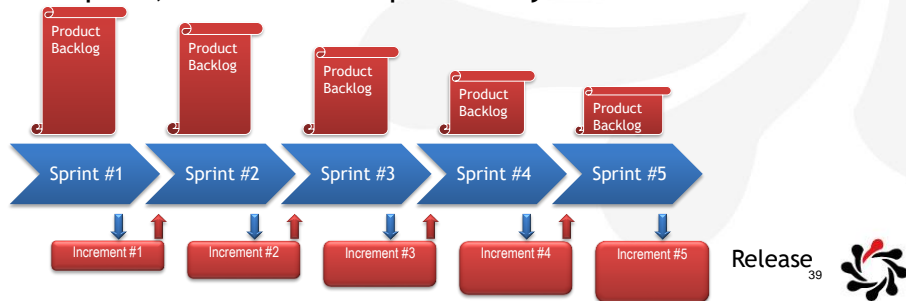 Product
Backlog
Product
Backlog
Product
Backlog
Product
Backlog
Product
Backlog
Sprint #1
Sprint #2
Sprint #3
Sprint #4
Sprint #5
Increment #1
Increment #2
Increment #3
Increment #4
Increment #5
Release
39